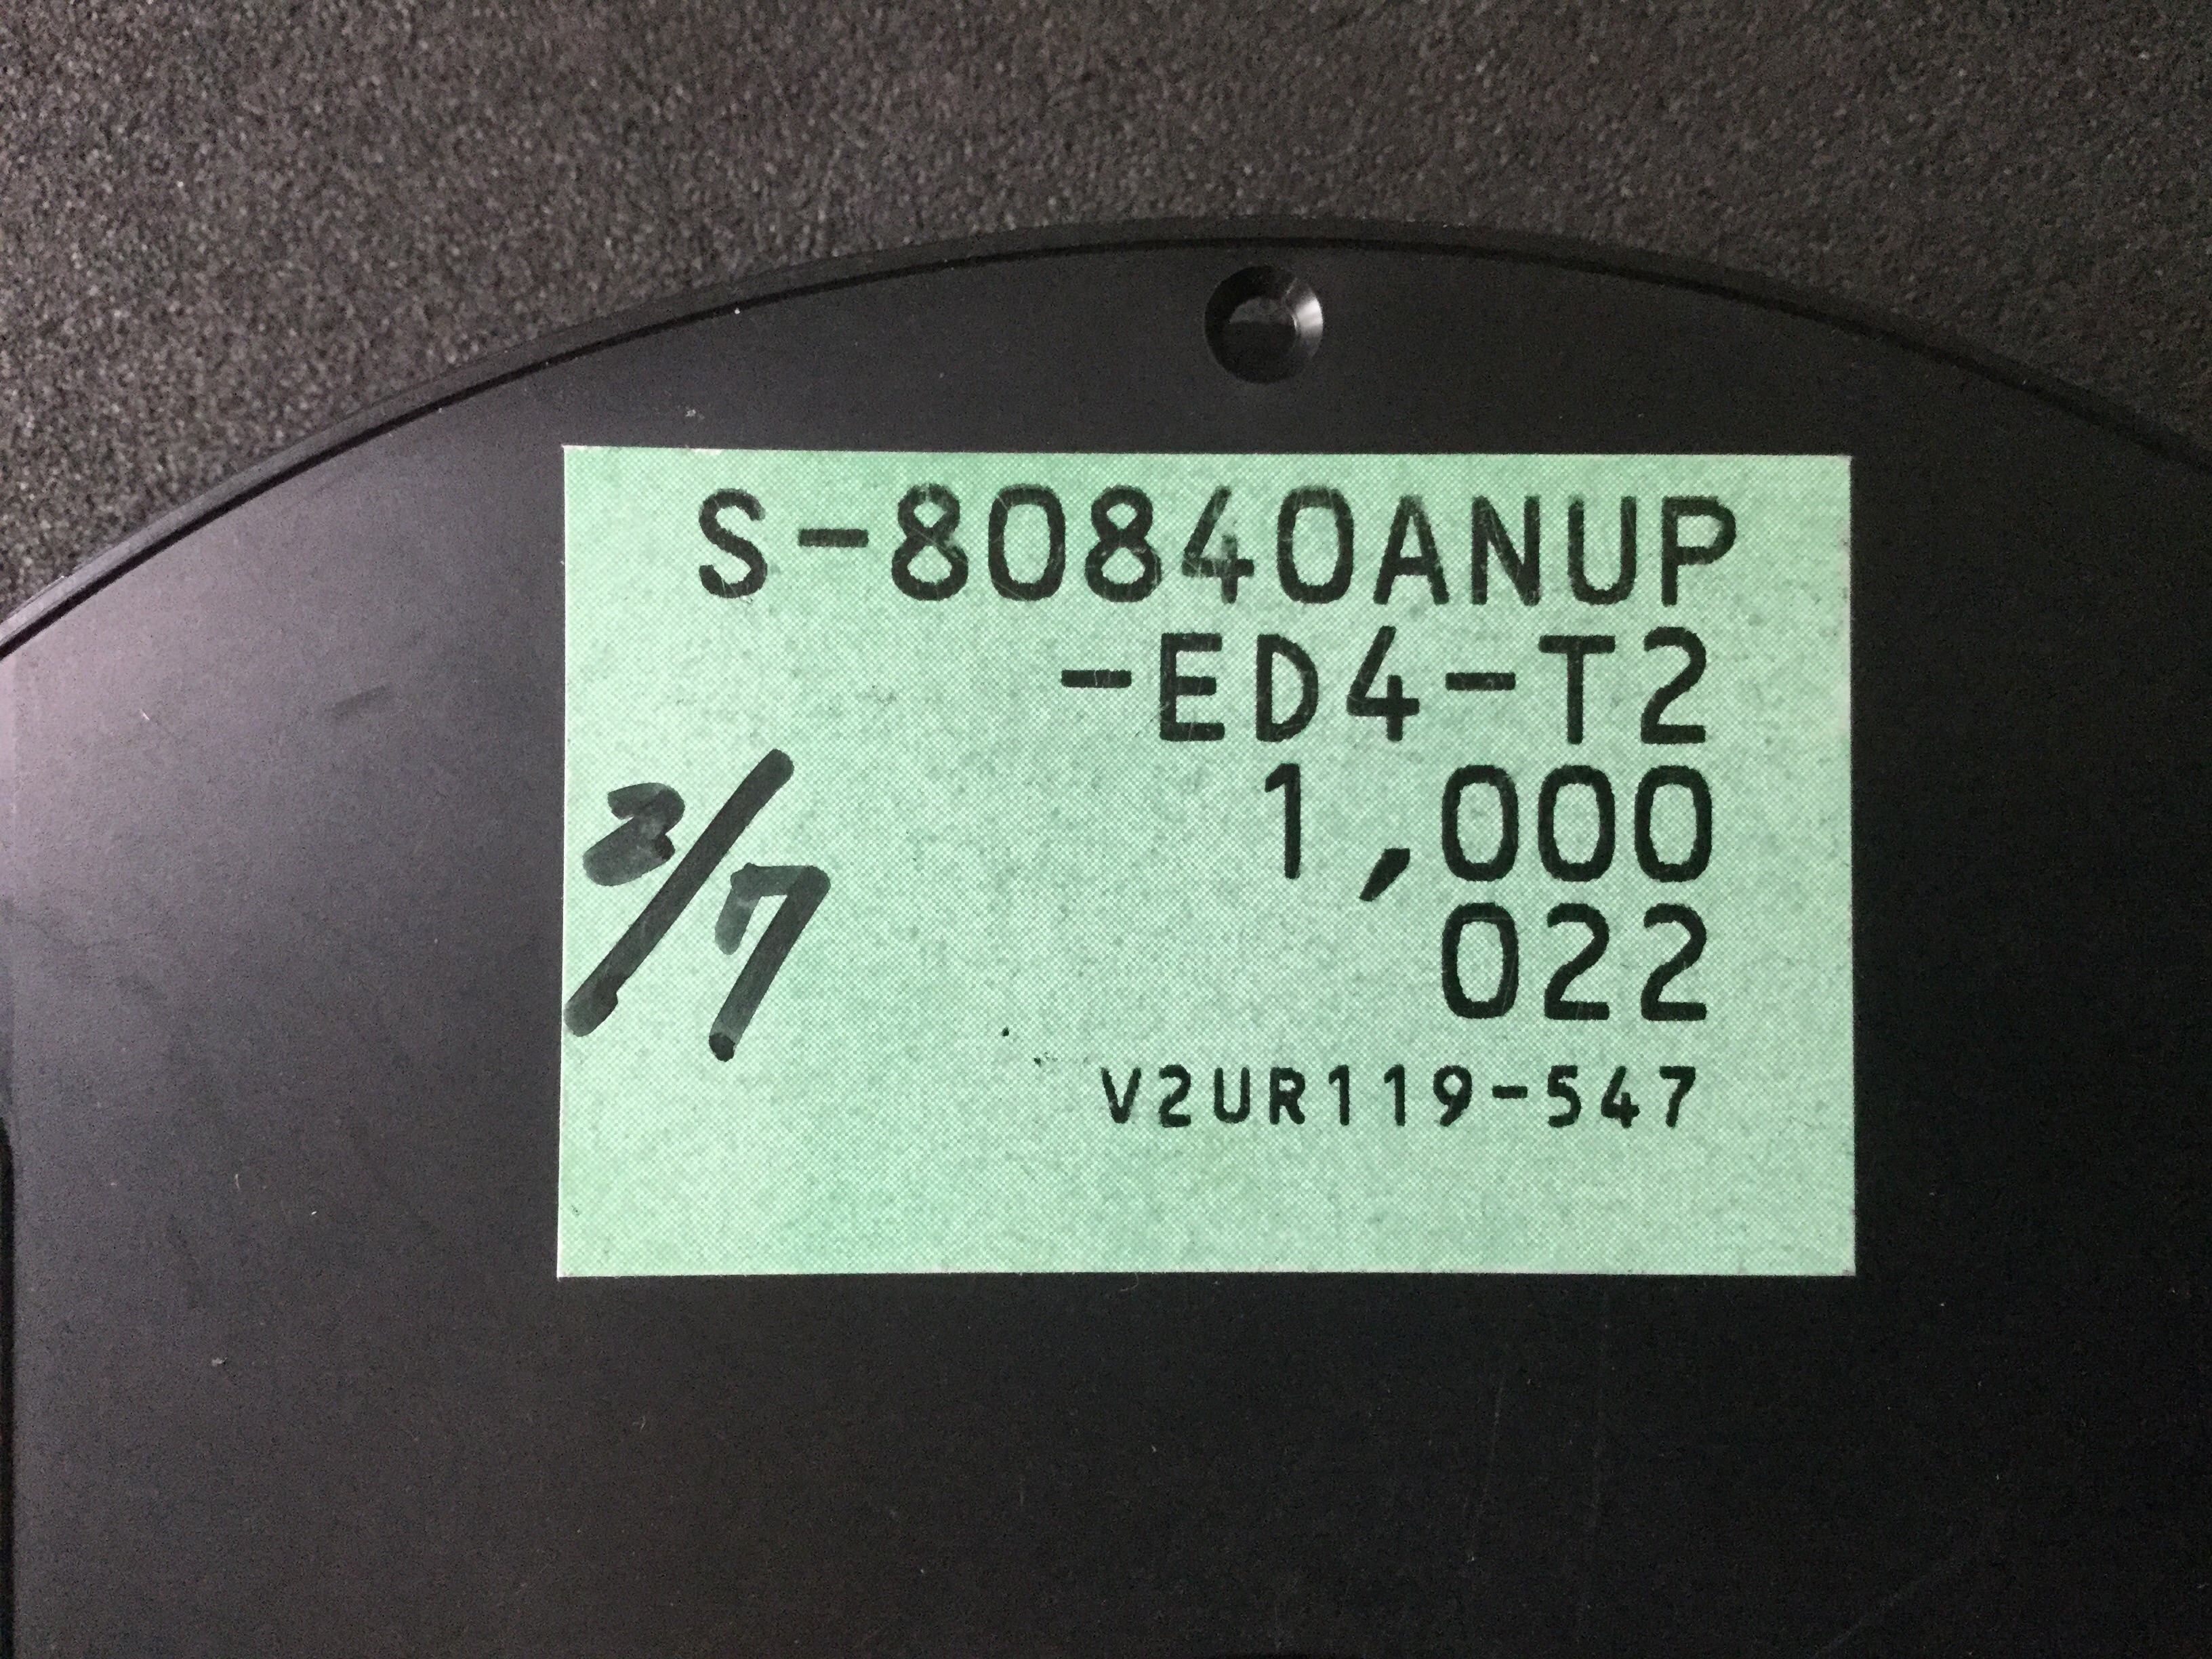 S-80840ANUP
-ED4-T2
1,000
022
2/7
V2UR119-547